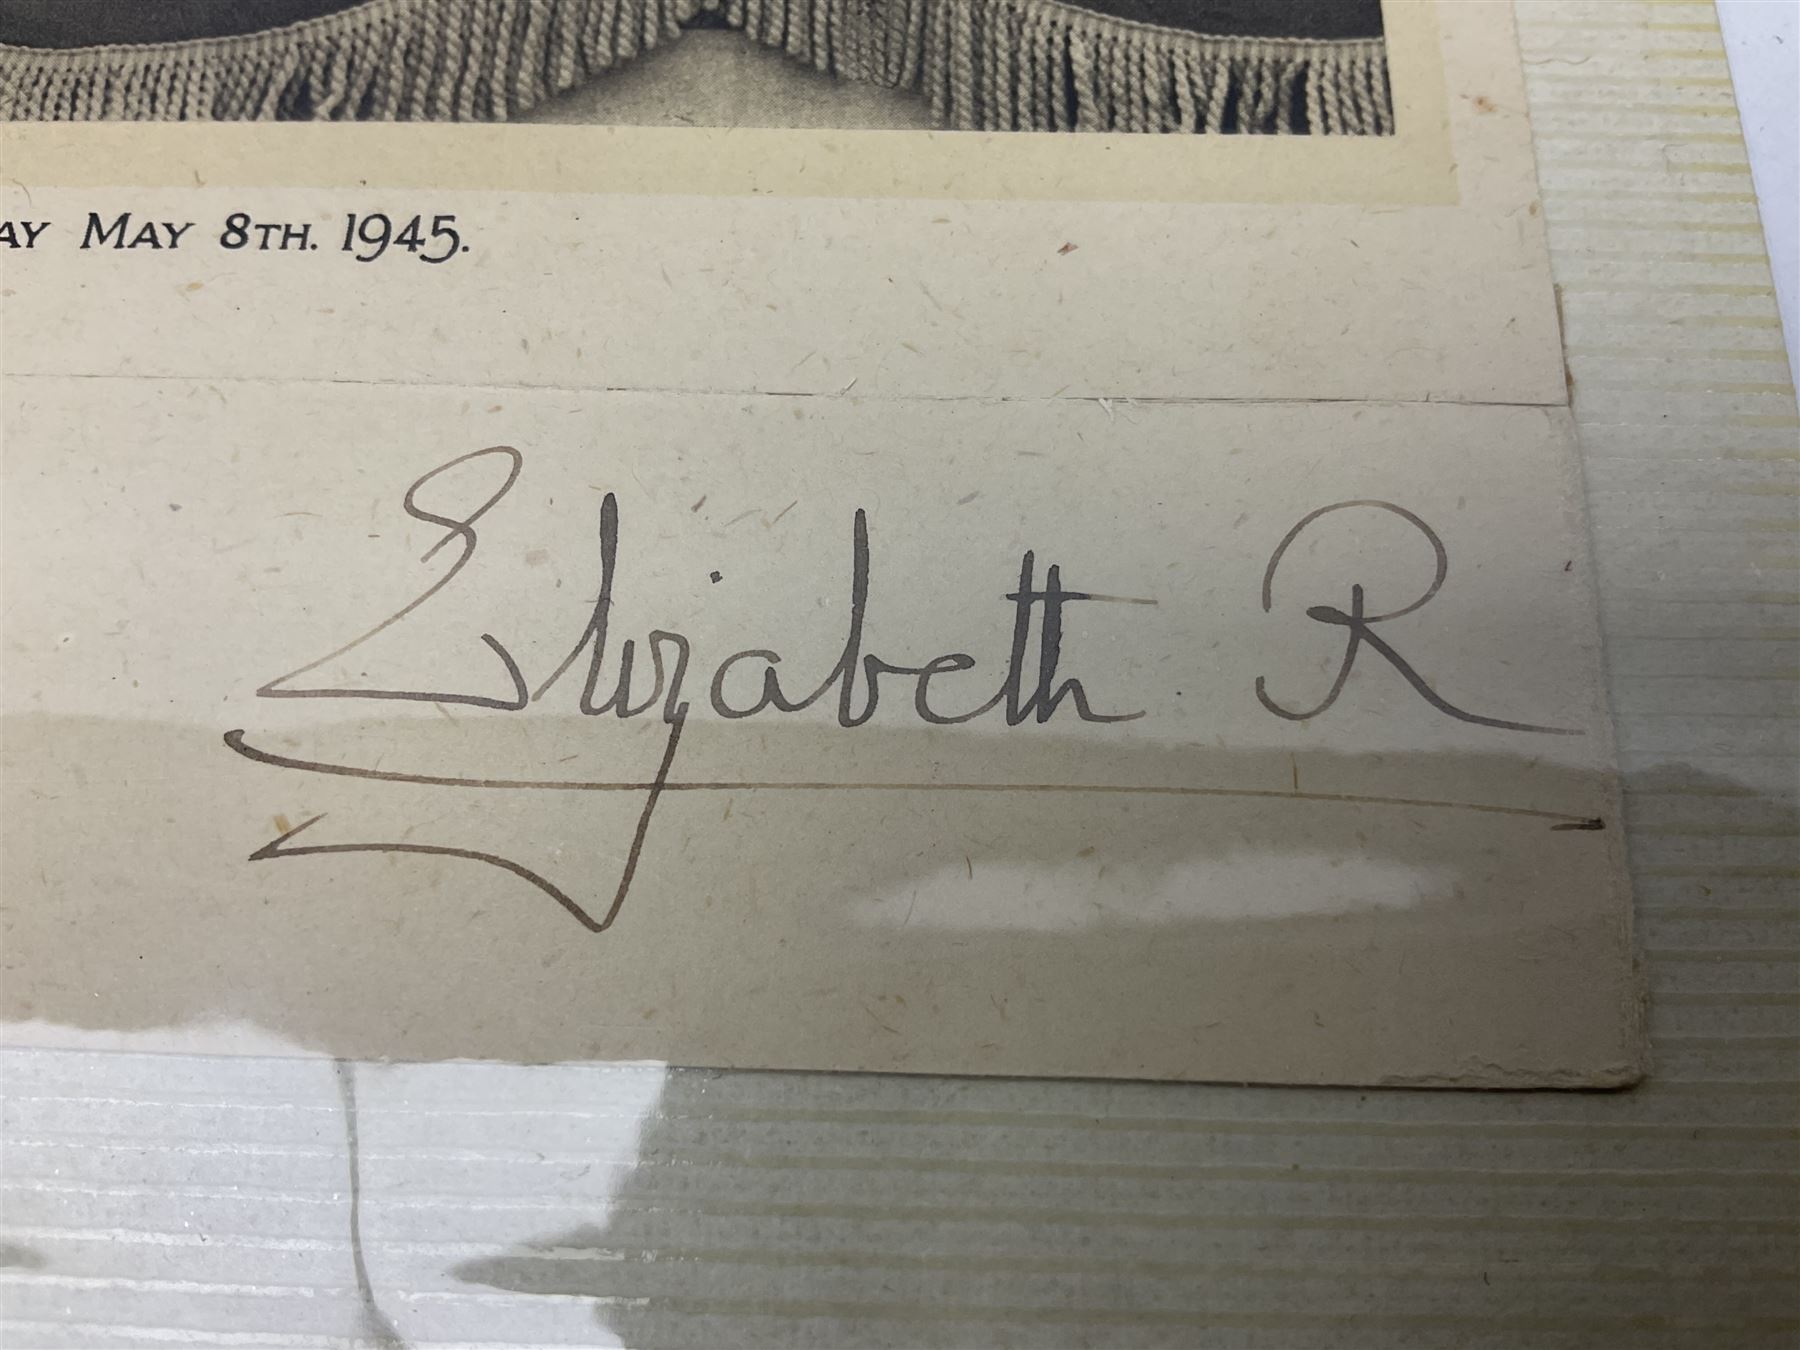 AY MAY 8TH. 1945.
Elizabeth R